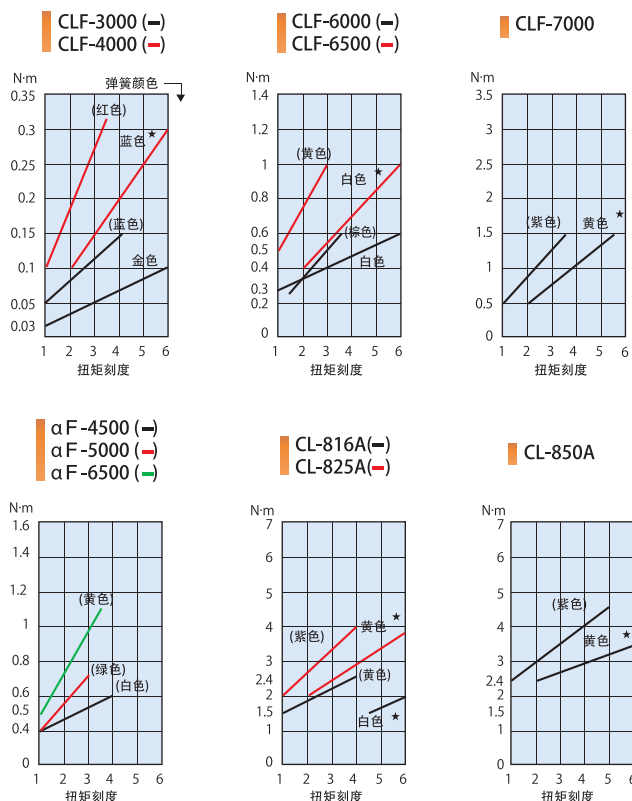 CLF-3000 (–)
CLF-4000 (–)
N·m
弹簧颜色
0.35
0.3
0.25
0.2
0.15
0.1
0.05
0.03
(红色)
蓝色★
(蓝色)
金色
1 2 3 4 5 6
扭矩刻度
CLF-6000 (–)
CLF-6500 (–)
N·m
1.4
1.2
1
0.8
0.6
0.5
0.4
0.3
0.2
0
(黄色)
白色★
(棕色)
白色
1 2 3 4 5 6
扭矩刻度
CLF-7000
N·m
3.5
3
2.5
2
1.5
1
0.5
0
(紫色)
黄色★
1 2 3 4 5 6
扭矩刻度
αF-4500 (–)
αF-5000 (–)
αF-6500 (–)
N·m
1.6
1.4
1.2
1
0.8
0.6
0.5
0.4
0
(黄色)
(绿色)
(白色)
1 2 3 4 5 6
扭矩刻度
CL-816A(–)
CL-825A(–)
N·m
7
6
5
4
3
2
1.5
1
0
(紫色)
黄色★
(黄色)
白色★
1 2 3 4 5 6
扭矩刻度
CL-850A
N·m
7
6
5
4
3
2.4
2
1
0
(紫色)
黄色★
1 2 3 4 5 6
扭矩刻度